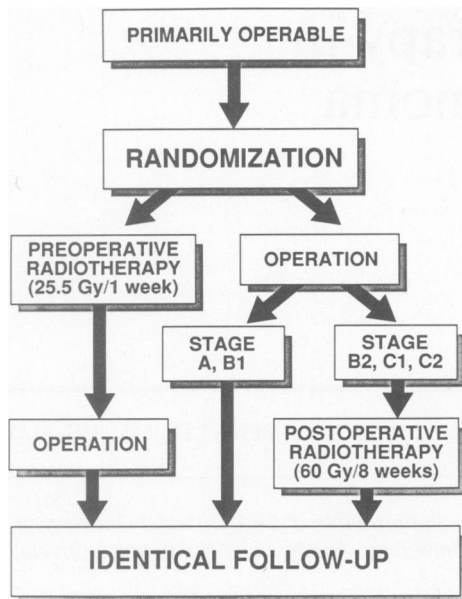 PRIMARILY OPERABLE
RANDOMIZATION
PREOPERATIVE
RADIOTHERAPY
(25.5 Gy/1 week)
OPERATION
STAGE
A, B1
STAGE
B2, C1, C2
OPERATION
POSTOPERATIVE
RADIOTHERAPY
(60 Gy/8 weeks)
IDENTICAL FOLLOW-UP